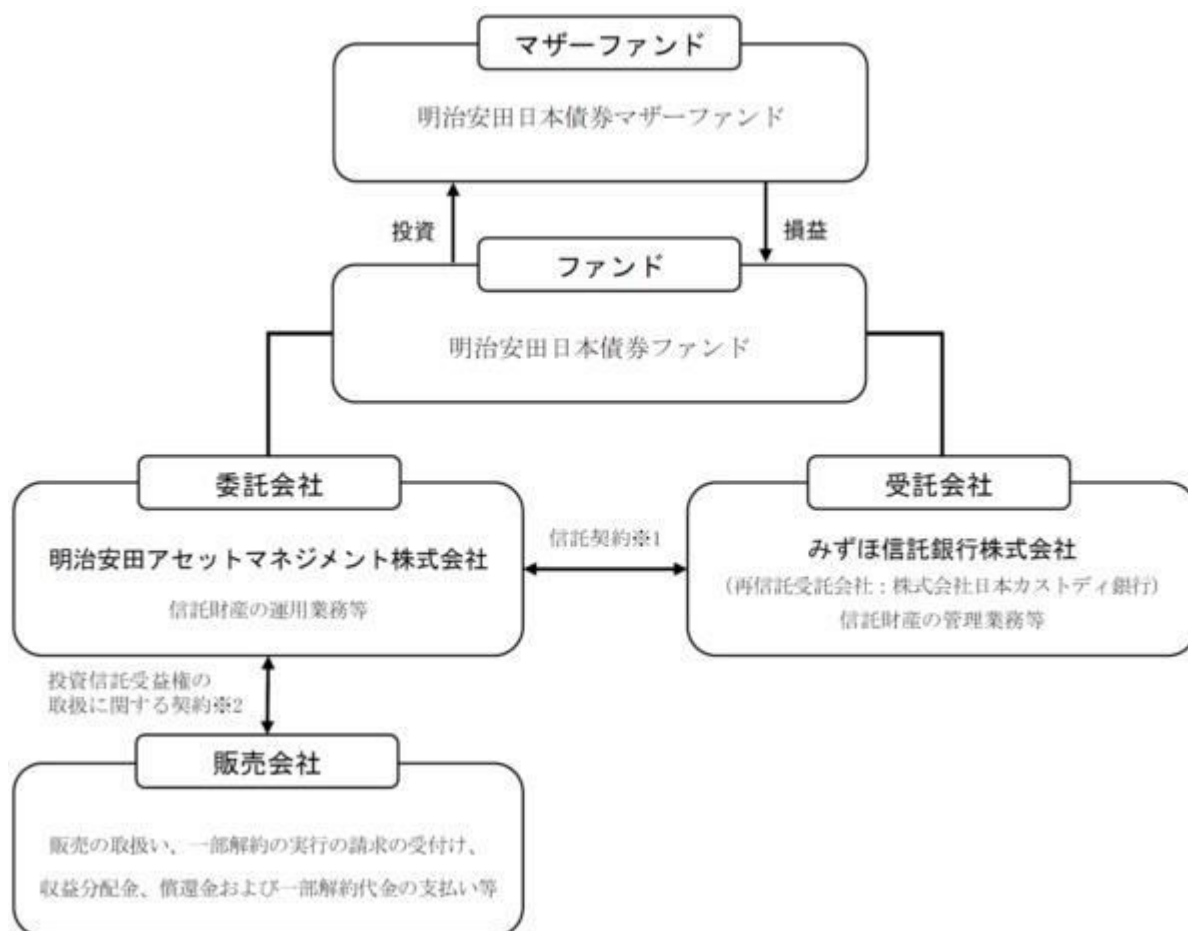 マザーファンド
明治安田日本債券マザーファンド
投資
損益
ファンド
明治安田日本債券ファンド
委託会社
明治安田アセットマネジメント株式会社
信託財産の運用業務等
信託契約※1
受託会社
みずほ信託銀行株式会社
(再信託受託会社:株式会社日本カストディ銀行)
信託財産の管理業務等
投資信託受益権の
取扱に関する契約※2
販売会社
販売の取扱い、一部解約の実行の請求の受付け、
収益分配金、償還金および一部解約代金の支払い等